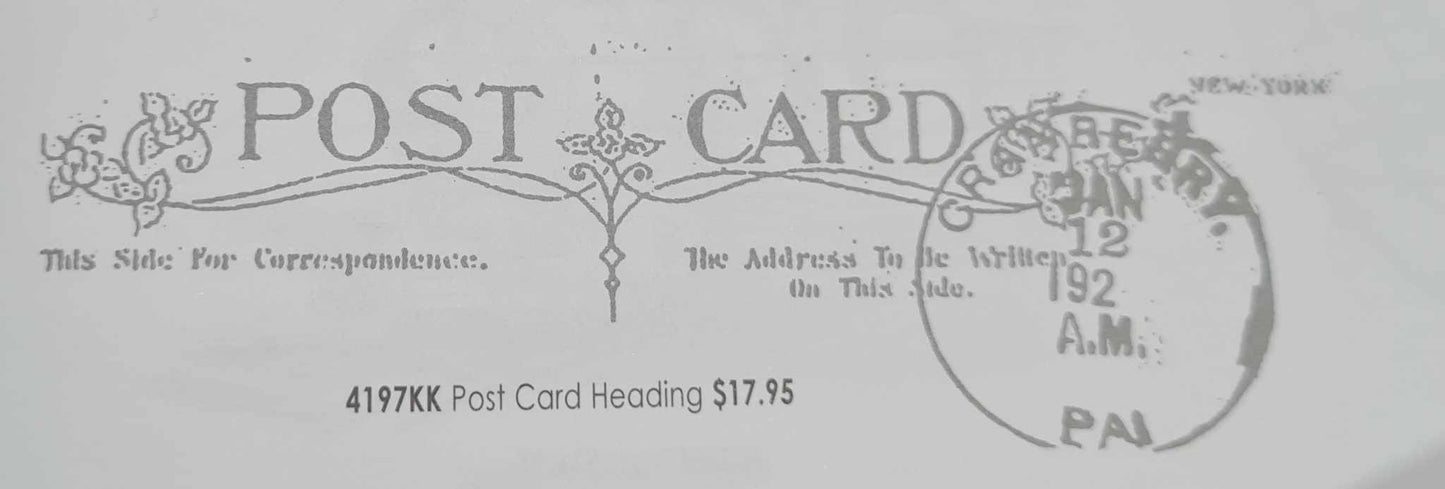 NEW YORK
POST CARD
CRANBERRY
JAN
12
192
A.M.
This Side For Correspondence.
The Address To Be Written
On This Side.
4197KK Post Card Heading $17.95